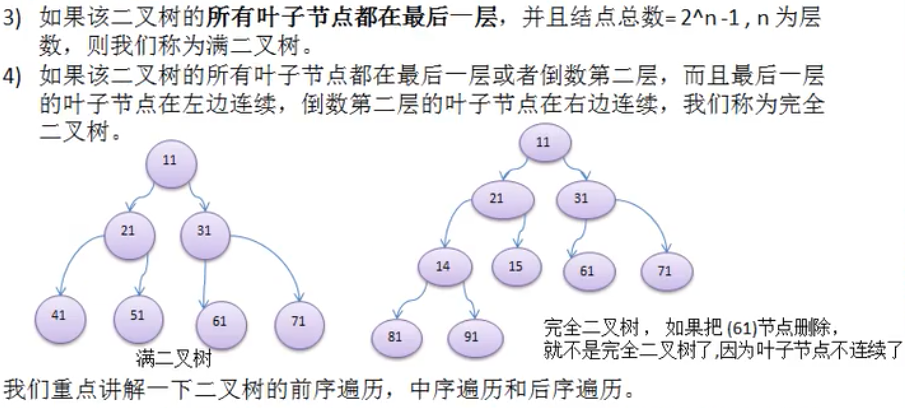 3) 如果该二叉树的所有叶子节点都在最后一层，并且结点总数= 2^n -1 , n 为层
数，则我们称为满二叉树。
4) 如果该二叉树的所有叶子节点都在最后一层或者倒数第二层，而且最后一层
的叶子节点在左边连续，倒数第二层的叶子节点在右边连续，我们称为完全
二叉树。
11
21
31
41
51
61
71
满二叉树
11
21
31
14
15
61
71
81
91
完全二叉树， 如果把 (61)节点删除，
就不是完全二叉树了,因为叶子节点不连续了
我们重点讲解一下二叉树的前序遍历，中序遍历和后序遍历。